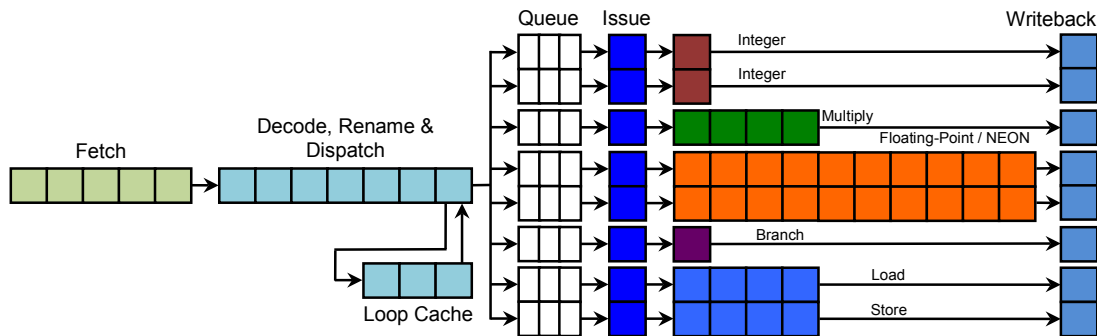 Queue
Issue
Writeback
Integer
Integer
Decode, Rename &
Dispatch
Multiply
Fetch
Floating-Point / NEON
Branch
Load
Loop Cache
Store